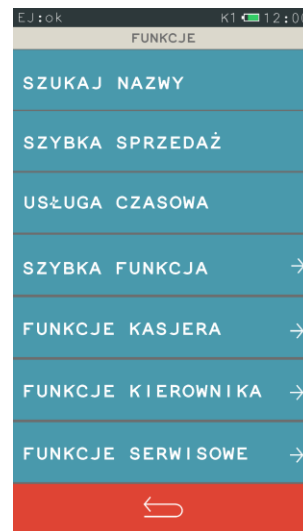 EJ:ok K1 12:00
FUNKCJE
SZUKAJ NAZWY
SZYBKA SPRZEDAŻ
USŁUGA CZASOWA
SZYBKA FUNKCJA
FUNKCJE KASJERA
FUNKCJE KIEROWNIKA
FUNKCJE SERWISOWE